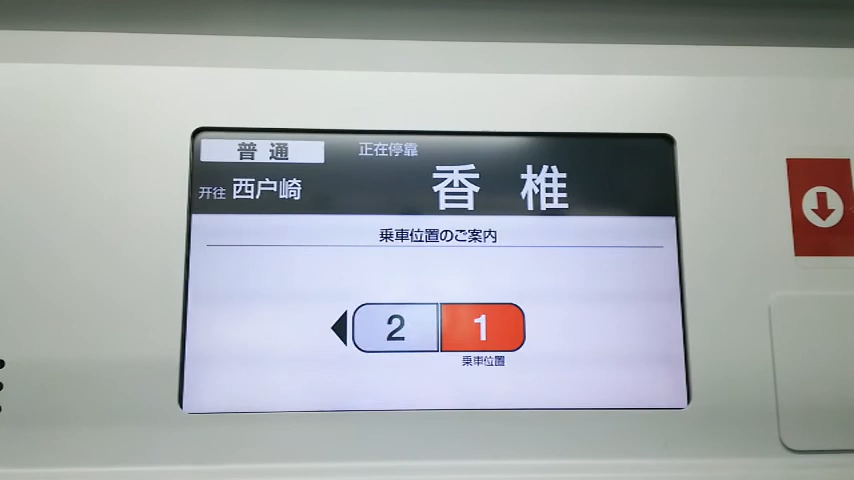 普通
正在停靠
开往 西户崎
香椎
乗車位置のご案内
2 1
乗車位置